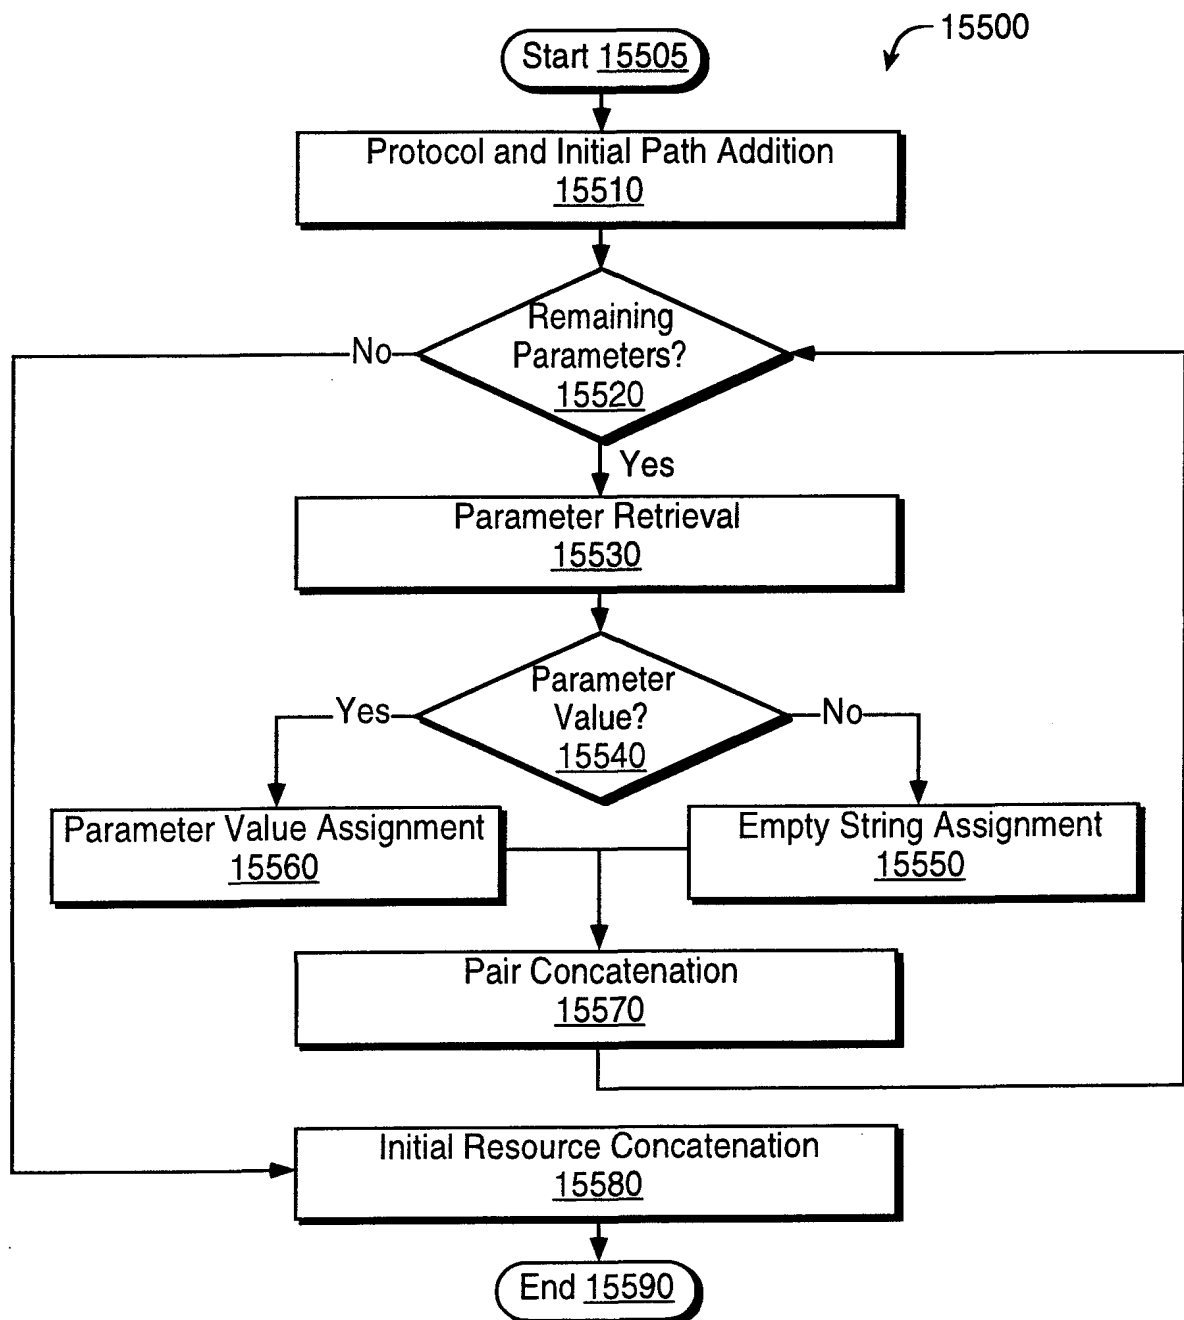 15500
Start 15505
Protocol and Initial Path Addition
15510
Remaining
Parameters?
15520
No
Yes
Parameter Retrieval
15530
Parameter
Value?
15540
Yes
No
Parameter Value Assignment
15560
Empty String Assignment
15550
Pair Concatenation
15570
Initial Resource Concatenation
15580
End 15590